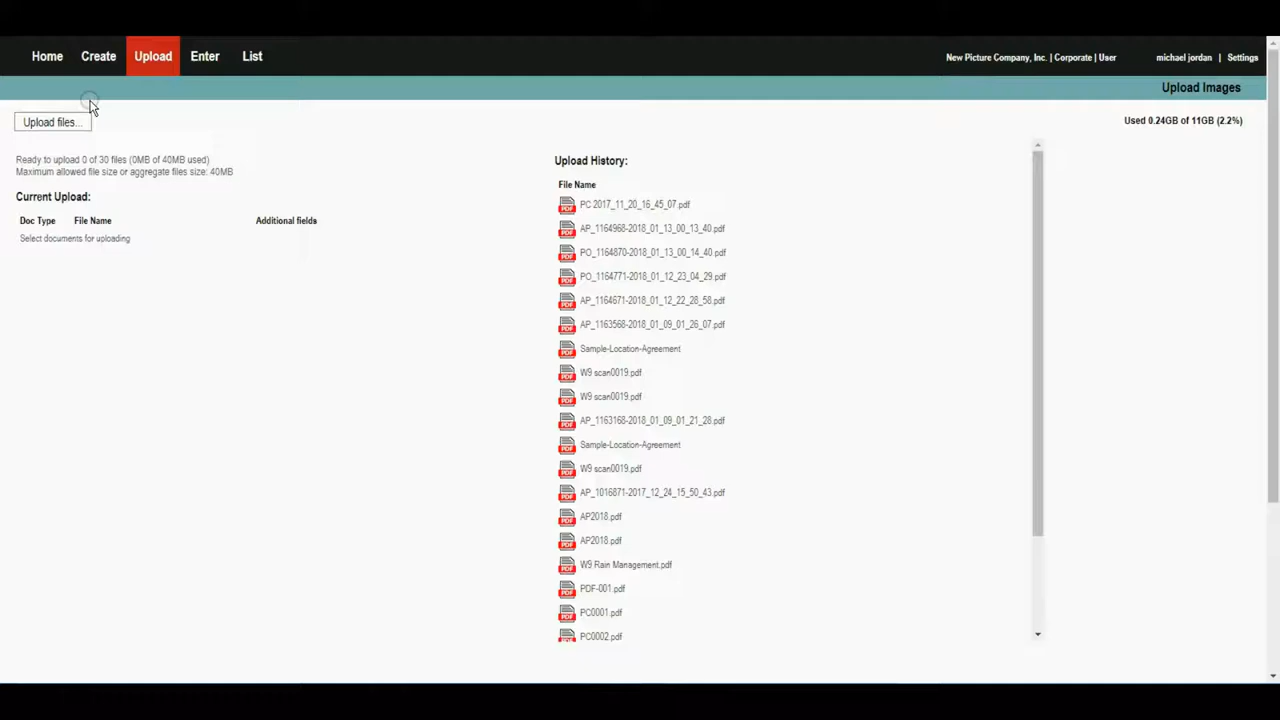 Home Create Upload Enter List
New Picture Company, Inc. | Corporate | User michael jordan | Settings
Upload Images
Upload files...
Used 0.24GB of 11GB (2.2%)
Ready to upload 0 of 30 files (0MB of 40MB used)
Maximum allowed file size or aggregate files size: 40MB
Current Upload:
Doc Type File Name Additional fields
Select documents for uploading
Upload History:
File Name
PC 2017_11_20_16_45_07.pdf
AP_1164968-2018_01_13_00_13_40.pdf
PO_1164870-2018_01_13_00_14_40.pdf
PO_1164771-2018_01_12_23_04_29.pdf
AP_1164671-2018_01_12_22_28_58.pdf
AP_1163568-2018_01_09_01_26_07.pdf
Sample-Location-Agreement
W9 scan0019.pdf
W9 scan0019.pdf
AP_1163168-2018_01_09_01_21_28.pdf
Sample-Location-Agreement
W9 scan0019.pdf
AP_1016871-2017_12_24_15_50_43.pdf
AP2018.pdf
AP2018.pdf
W9 Rain Management.pdf
PDF-001.pdf
PC0001.pdf
PC0002.pdf